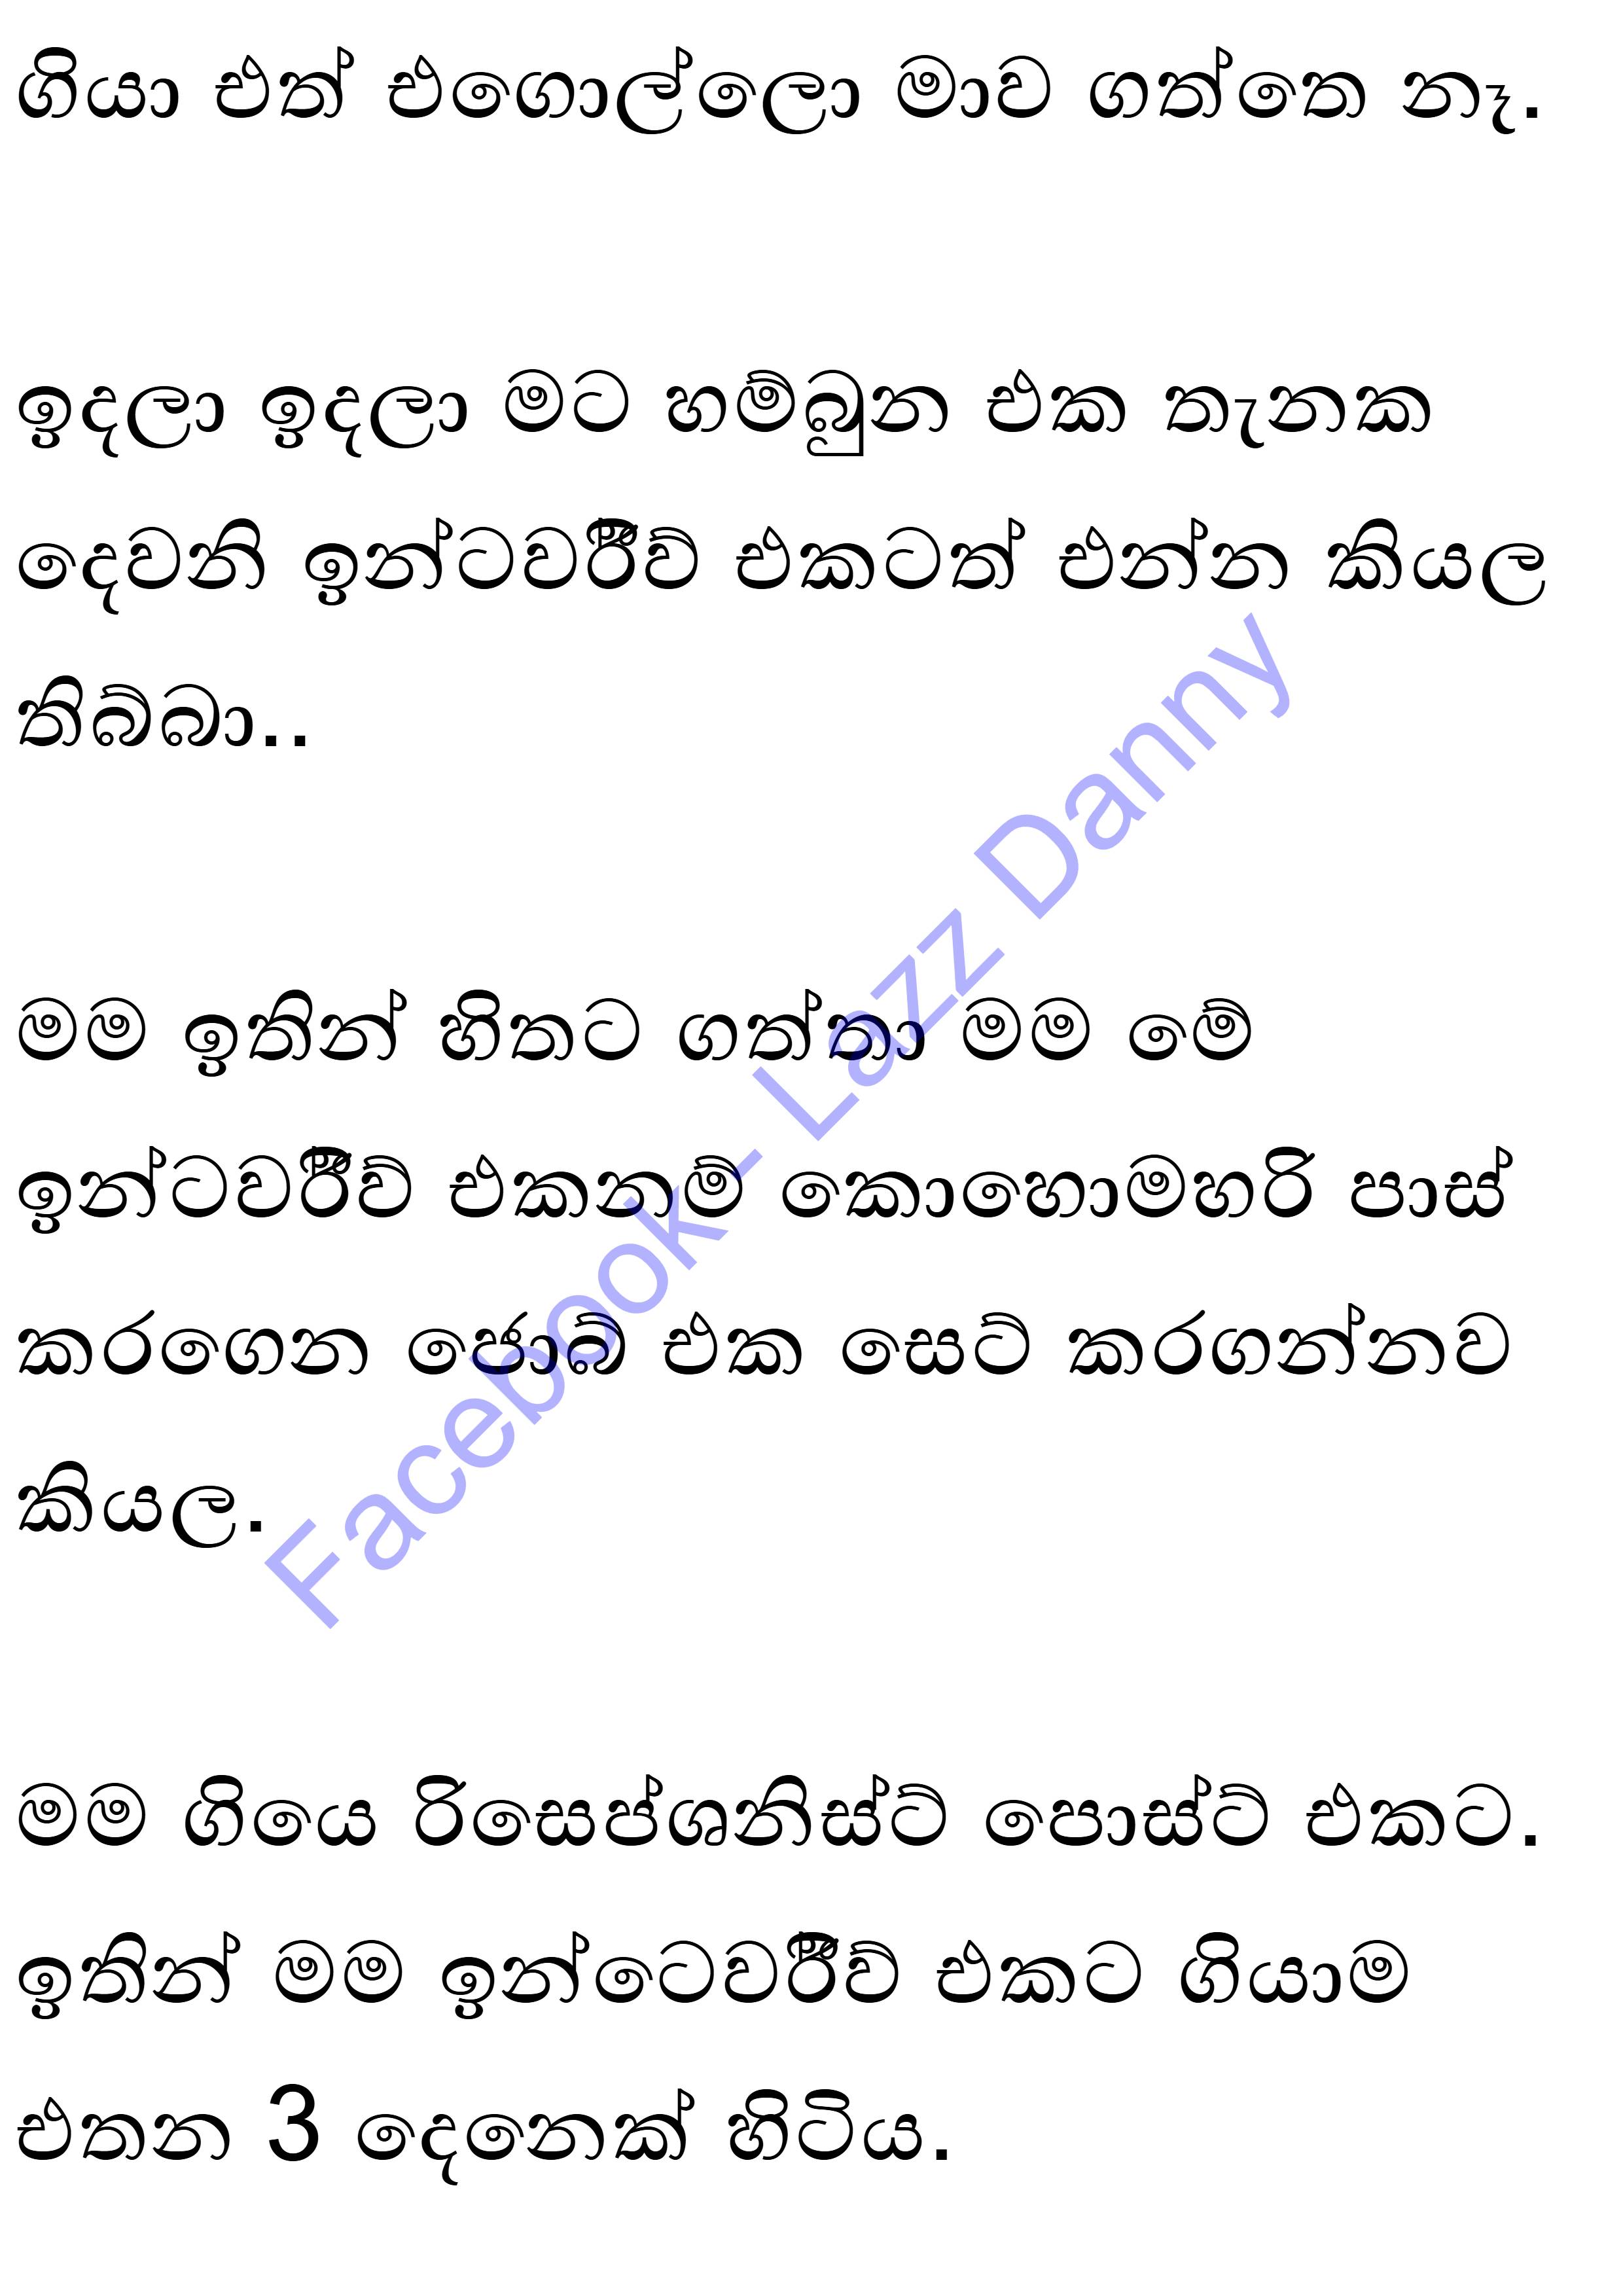 ගියා එත් එගොල්ලො මාව ගත්තෙ නෑ.
ඉදලා ඉදලා මට හම්බුන එක තැනක
දෙවනි ඉන්ටවර්ීව් එකටත් එන්න කියල
තිබ්බා..
මම ඉතින් හිතට ගත්තා මම මේ
ඉන්ටවර්ීව් එකනම් කොහොමහරි පාස්
කරගෙන ජොබ් එක සෙට් කරගන්නව
කියල.
මම ගියෙ රිසෙප්ශනිස්ට් පොස්ට් එකට.
ඉතින් මම ඉන්ටෙවර්ීව් එකට ගියාම
එතන 3 දෙනෙක් හිටිය.
Facebook- Lazz Danny